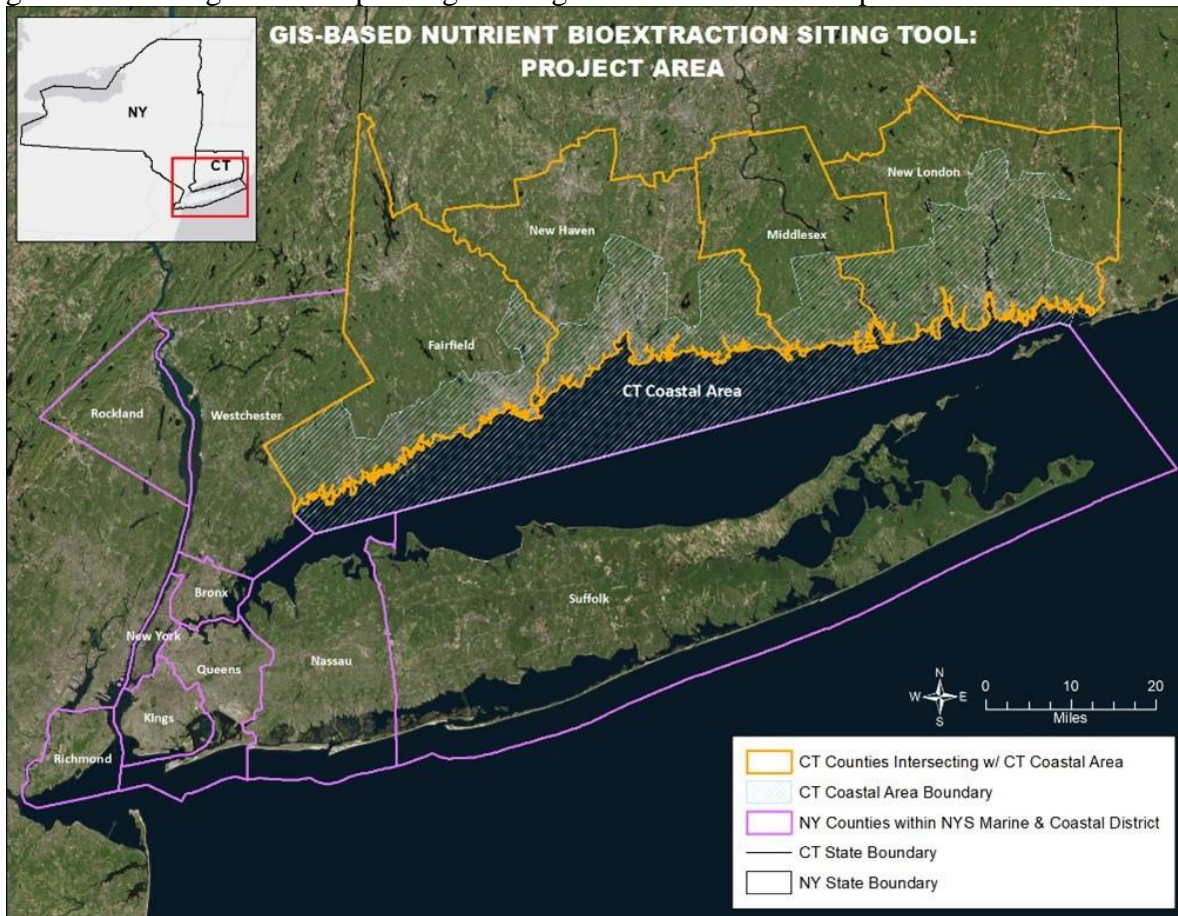 GIS-BASED NUTRIENT BIOEXTRACTION SITING TOOL:
PROJECT AREA
NY
CT
New London
New Haven
Middlesex
Fairfield
CT Coastal Area
Rockland
Westchester
Suffolk
Bronx
New York
Queens
Nassau
Kings
Richmond
N
W E
S
0 10 20
Miles
CT Counties Intersecting w/ CT Coastal Area
CT Coastal Area Boundary
NY Counties within NYS Marine & Coastal District
CT State Boundary
NY State Boundary